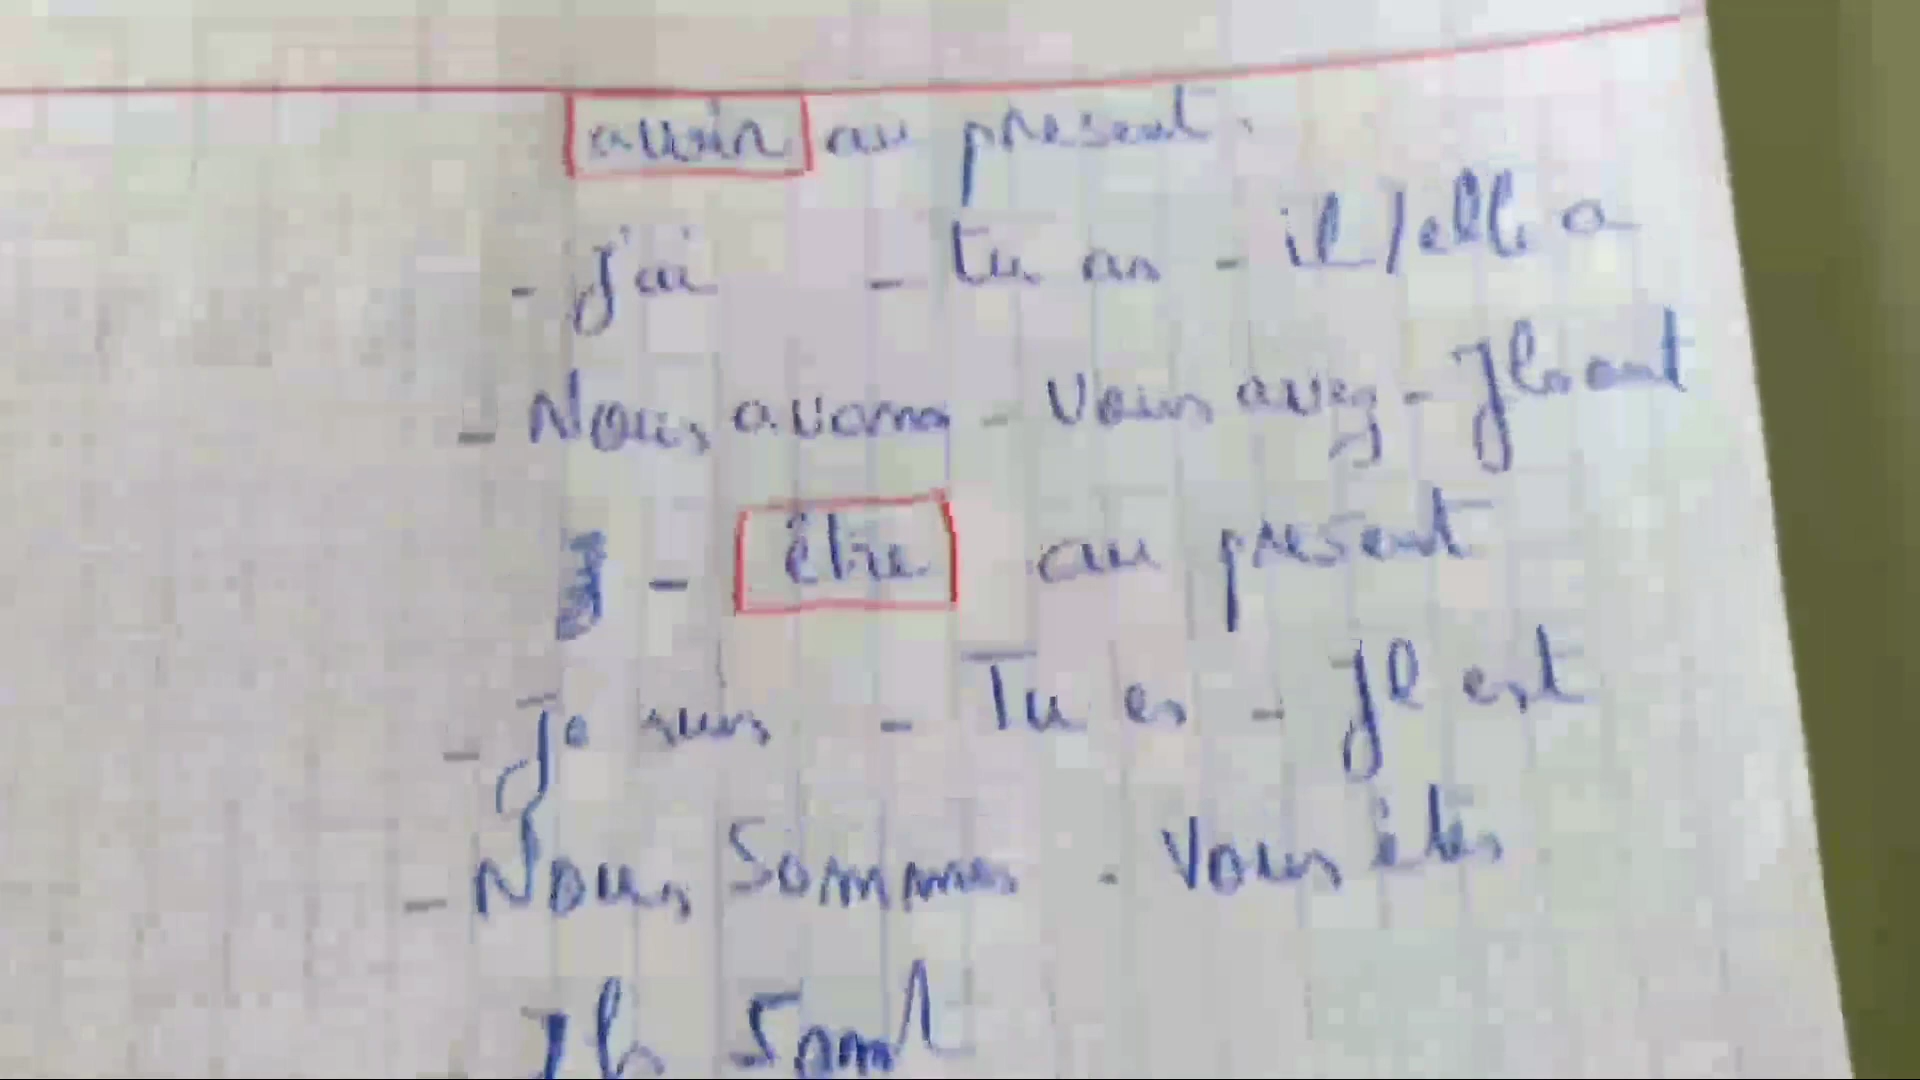 avoir au present.
- j'ai - tu as - il/elle a
- Nous avons - Vous avez - Ils ont
- être au present
- Je suis - Tu es - Il est
- Nous sommes - Vous êtes
Ils sont